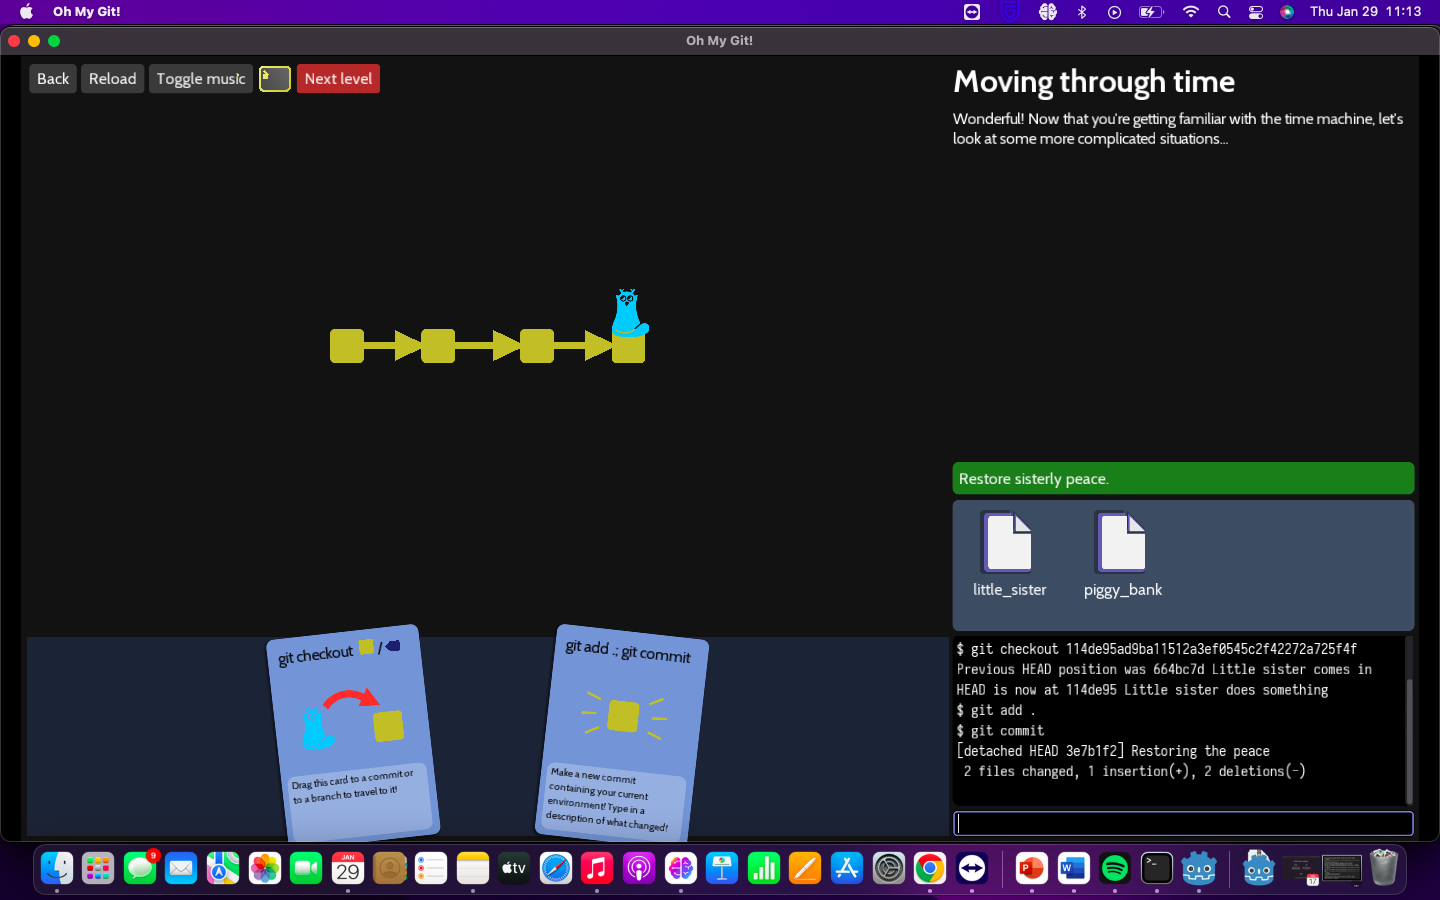 Oh My Git!
Thu Jan 29 11:13
Oh My Git!
Back
Reload
Toggle music
Next level
Moving through time
Wonderful! Now that you're getting familiar with the time machine, let's
look at some more complicated situations...
Restore sisterly peace.
little_sister
piggy_bank
git checkout /
Drag this card to a commit or
to a branch to travel to it!
git add .; git commit
Make a new commit
containing your current
environment! Type in a
description of what changed!
$ git checkout 114de95ad9ba11512a3ef0545c2f42272a725f4f
Previous HEAD position was 664bc7d Little sister comes in
HEAD is now at 114de95 Little sister does something
$ git add .
$ git commit
[detached HEAD 3e7b1f2] Restoring the peace
2 files changed, 1 insertion(+), 2 deletions(-)
9
JAN
29
tv
17